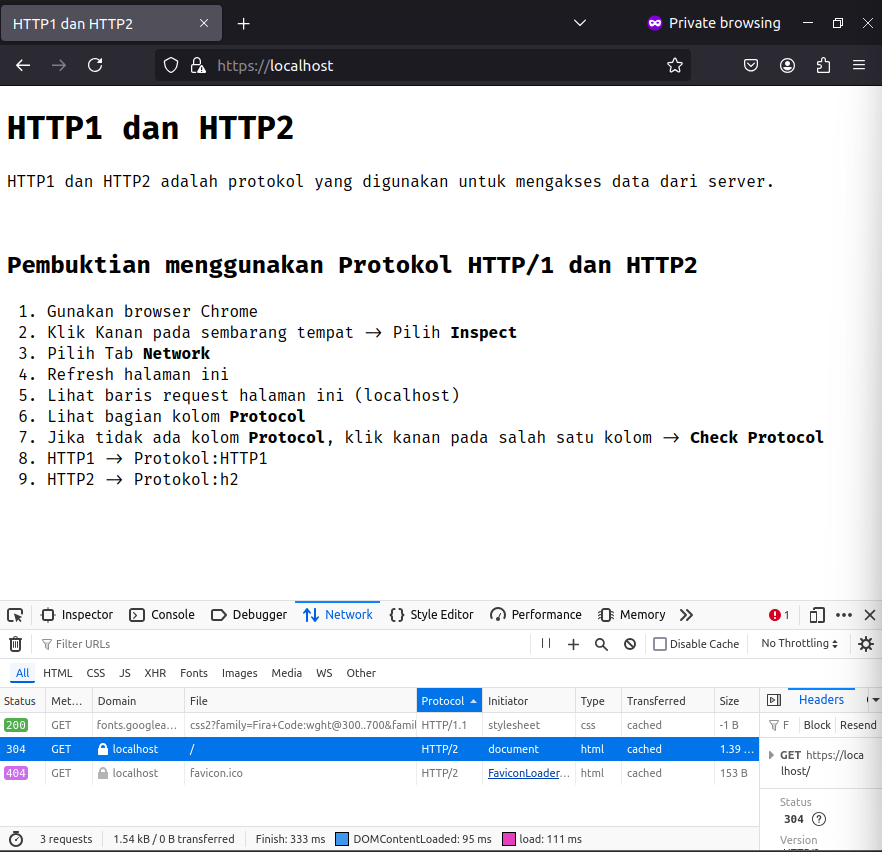 HTTP1 dan HTTP2
Private browsing
https://localhost
HTTP1 dan HTTP2
HTTP1 dan HTTP2 adalah protokol yang digunakan untuk mengakses data dari server.
Pembuktian menggunakan Protokol HTTP/1 dan HTTP2
1. Gunakan browser Chrome
2. Klik Kanan pada sembarang tempat -> Pilih Inspect
3. Pilih Tab Network
4. Refresh halaman ini
5. Lihat baris request halaman ini (localhost)
6. Lihat bagian kolom Protocol
7. Jika tidak ada kolom Protocol, klik kanan pada salah satu kolom -> Check Protocol
8. HTTP1 -> Protokol:HTTP1
9. HTTP2 -> Protokol:h2
Inspector Console Debugger Network Style Editor Performance Memory 1
Filter URLs Disable Cache No Throttling
All HTML CSS JS XHR Fonts Images Media WS Other
Status Met... Domain File Protocol Initiator Type Transferred Size Headers
200 GET fonts.googlea... css2?family=Fira+Code:wght@300..700&famil HTTP/1.1 stylesheet css cached -1 B F Block Resend
304 GET localhost / HTTP/2 document html cached 1.39 ... GET https://loca
lhost/
404 GET localhost favicon.ico HTTP/2 FaviconLoader... html cached 153 B
Status
304 ?
3 requests 1.54 kB / 0 B transferred Finish: 333 ms DOMContentLoaded: 95 ms load: 111 ms Version